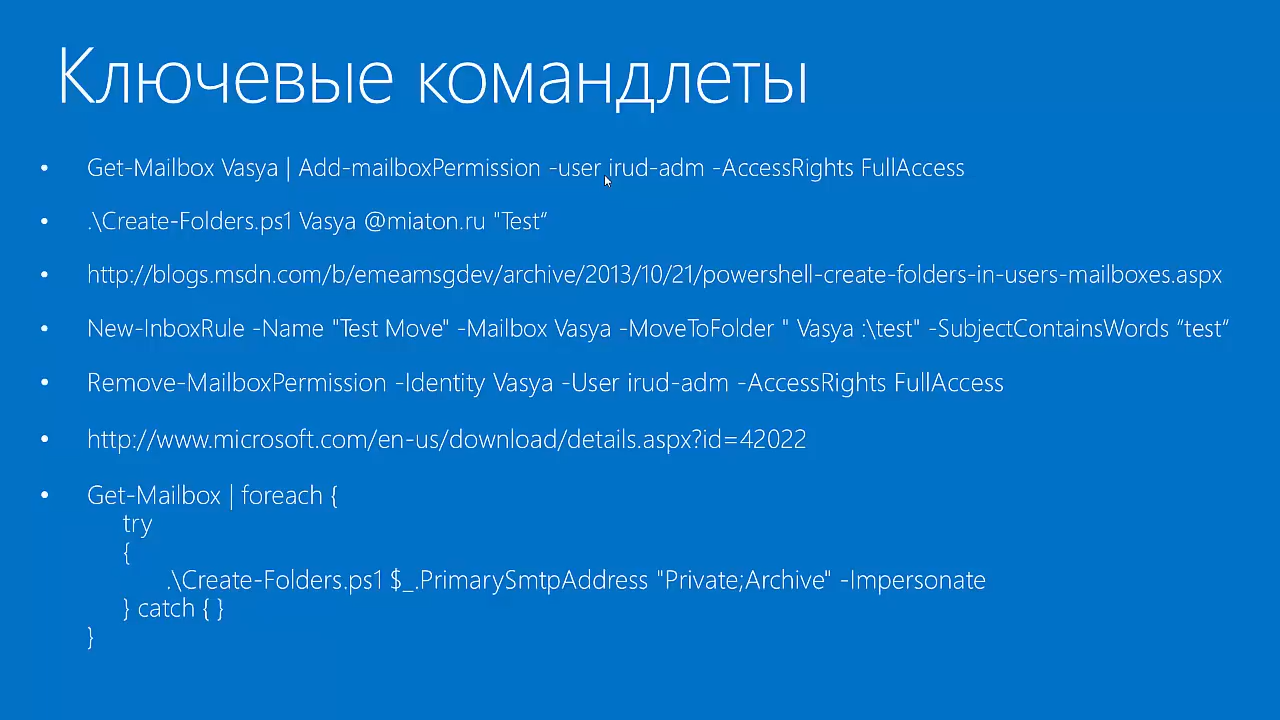 Ключевые командлеты
• Get-Mailbox Vasya | Add-mailboxPermission -user irud-adm -AccessRights FullAccess
• .\Create-Folders.ps1 Vasya @miaton.ru "Test“
• http://blogs.msdn.com/b/emeamsgdev/archive/2013/10/21/powershell-create-folders-in-users-mailboxes.aspx
• New-InboxRule -Name "Test Move" -Mailbox Vasya -MoveToFolder " Vasya :\test" -SubjectContainsWords “test“
• Remove-MailboxPermission -Identity Vasya -User irud-adm -AccessRights FullAccess
• http://www.microsoft.com/en-us/download/details.aspx?id=42022
• Get-Mailbox | foreach {
try
{
.\Create-Folders.ps1 $_.PrimarySmtpAddress "Private;Archive" -Impersonate
} catch { }
}